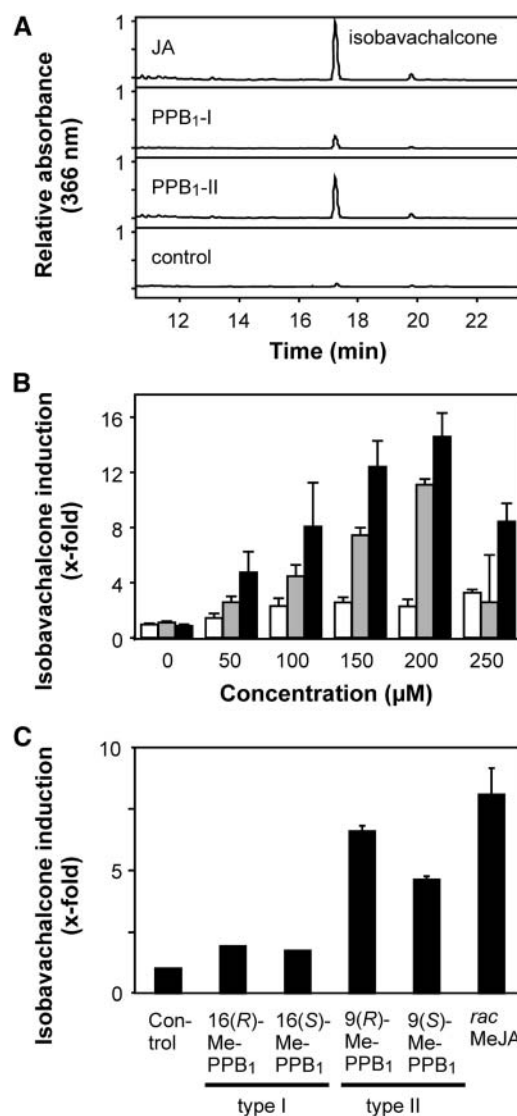 A
Relative absorbance
(366 nm)
1
JA
isobavachalcone
1
PPB₁-I
1
PPB₁-II
1
control
12 14 16 18 20 22
Time (min)
B
Isobavachalcone induction
(x-fold)
16
12
8
4
0
0 50 100 150 200 250
Concentration (µM)
C
Isobavachalcone induction
(x-fold)
10
5
0
Con-
trol
16(R)-
Me-
PPB₁
16(S)-
Me-
PPB₁
9(R)-
Me-
PPB₁
9(S)-
Me-
PPB₁
rac
MeJA
type I
type II